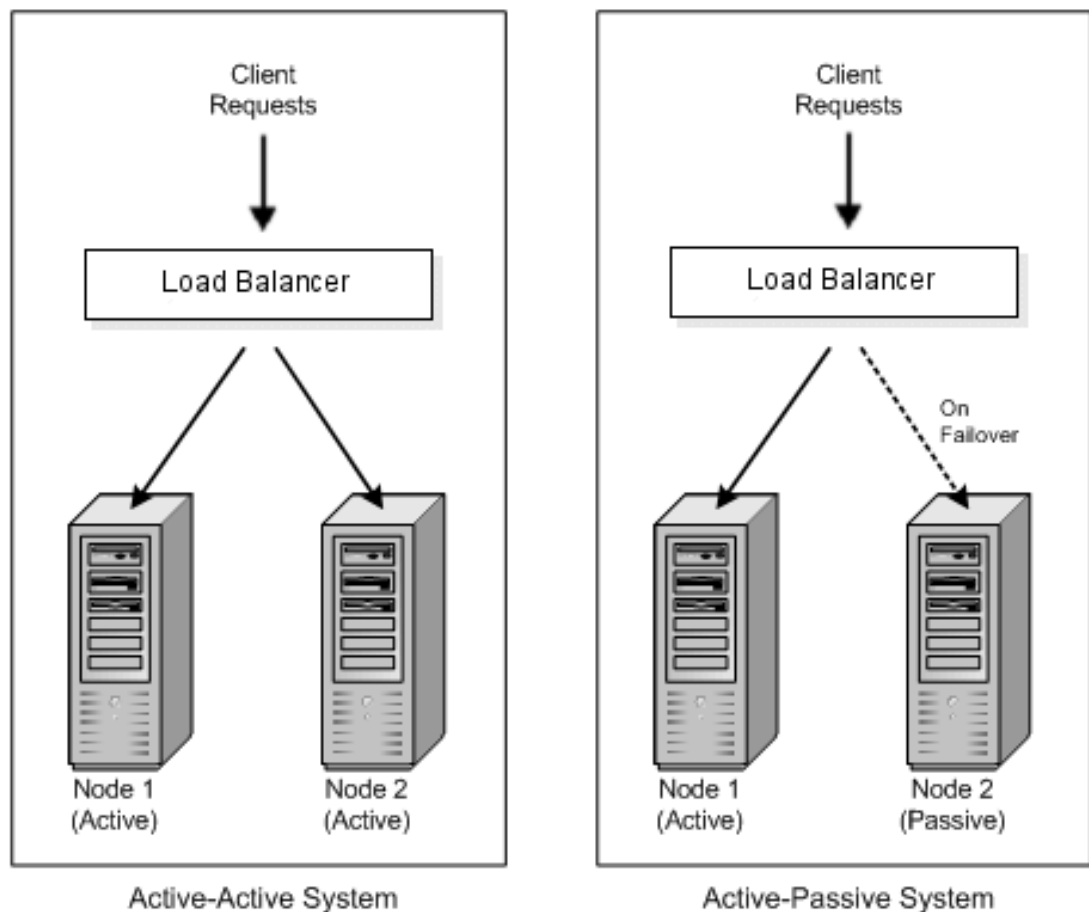 Client
Requests
Load Balancer
Node 1
(Active)
Node 2
(Active)
Active-Active System
Client
Requests
Load Balancer
On
Failover
Node 1
(Active)
Node 2
(Passive)
Active-Passive System